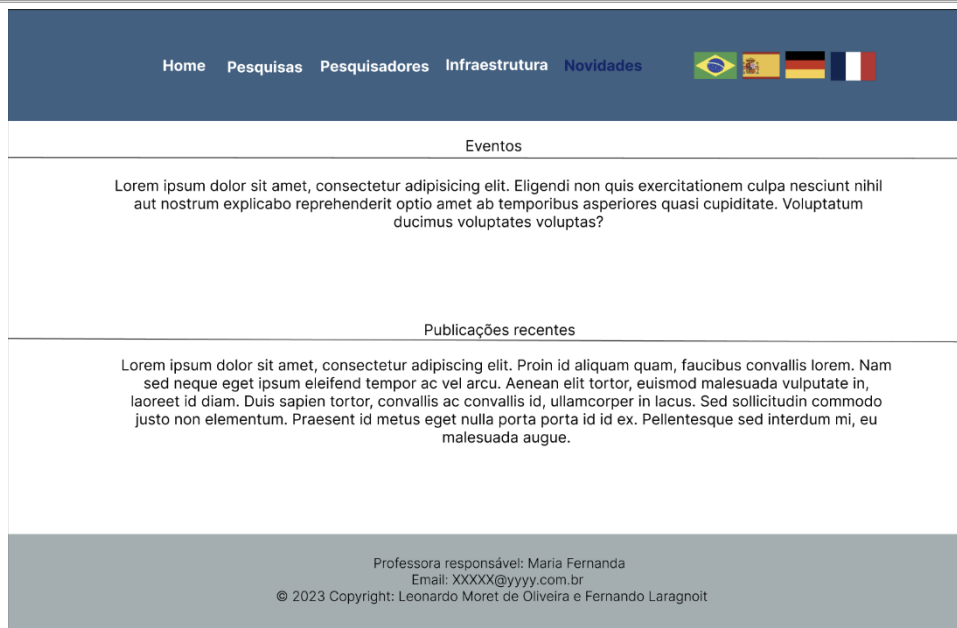 Home Pesquisas Pesquisadores Infraestrutura Novidades
Eventos
Lorem ipsum dolor sit amet, consectetur adipisicing elit. Eligendi non quis exercitationem culpa nesciunt nihil
aut nostrum explicabo reprehenderit optio amet ab temporibus asperiores quasi cupiditate. Voluptatum
ducimus voluptates voluptas?
Publicações recentes
Lorem ipsum dolor sit amet, consectetur adipiscing elit. Proin id aliquam quam, faucibus convallis lorem. Nam
sed neque eget ipsum eleifend tempor ac vel arcu. Aenean elit tortor, euismod malesuada vulputate in,
laoreet id diam. Duis sapien tortor, convallis ac convallis id, ullamcorper in lacus. Sed sollicitudin commodo
justo non elementum. Praesent id metus eget nulla porta porta id id ex. Pellentesque sed interdum mi, eu
malesuada augue.
Professora responsável: Maria Fernanda
Email: XXXXX@yyyy.com.br
© 2023 Copyright: Leonardo Moret de Oliveira e Fernando Laragnoit